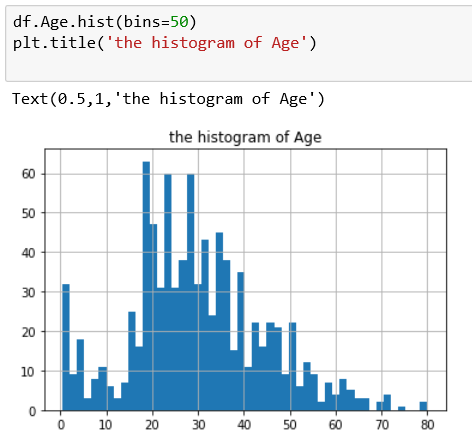 df.Age.hist(bins=50)
plt.title('the histogram of Age')
Text(0.5,1,'the histogram of Age')
the histogram of Age
60
50
40
30
20
10
0
0 10 20 30 40 50 60 70 80